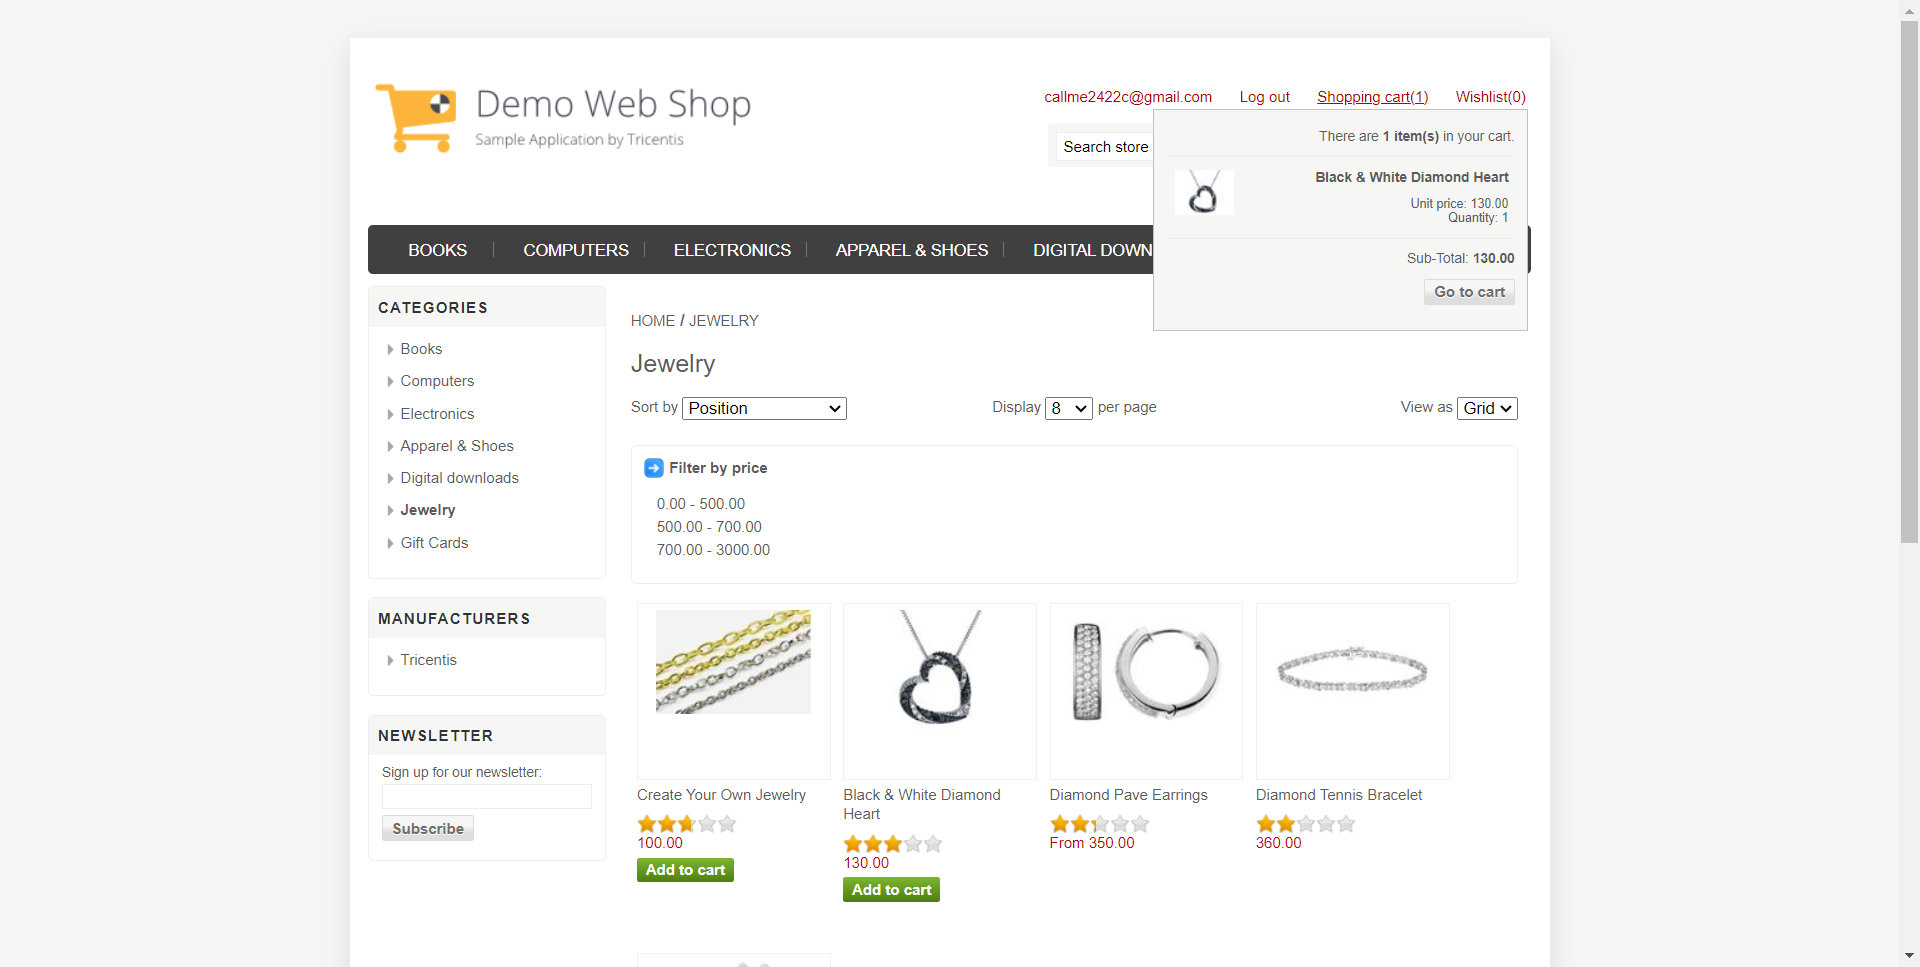 Demo Web Shop
Sample Application by Tricentis
callme2422c@gmail.com Log out Shopping cart(1) Wishlist(0)
Search store
There are 1 item(s) in your cart.
Black & White Diamond Heart
Unit price: 130.00
Quantity: 1
Sub-Total: 130.00
Go to cart
BOOKS COMPUTERS ELECTRONICS APPAREL & SHOES DIGITAL DOWN
CATEGORIES
Books
Computers
Electronics
Apparel & Shoes
Digital downloads
Jewelry
Gift Cards
MANUFACTURERS
Tricentis
NEWSLETTER
Sign up for our newsletter:
Subscribe
HOME / JEWELRY
Jewelry
Sort by Position Display 8 per page View as Grid
Filter by price
0.00 - 500.00
500.00 - 700.00
700.00 - 3000.00
Create Your Own Jewelry
100.00
Add to cart
Black & White Diamond
Heart
130.00
Add to cart
Diamond Pave Earrings
From 350.00
Diamond Tennis Bracelet
360.00